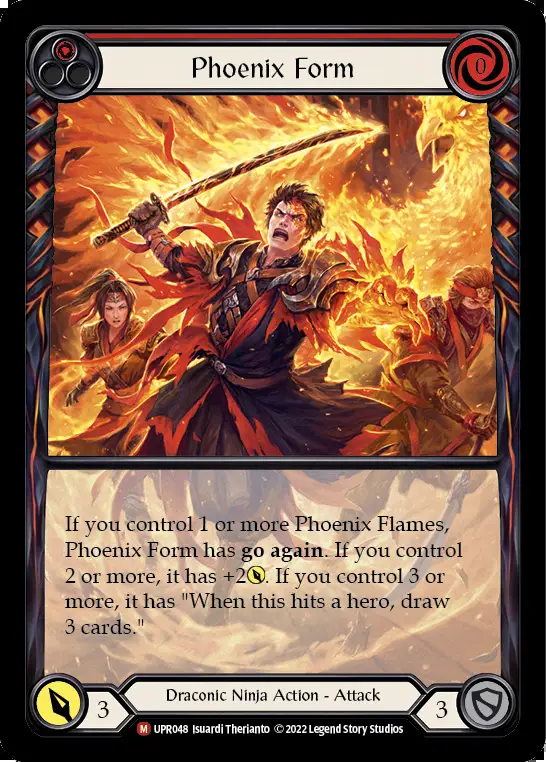 Phoenix Form
0
If you control 1 or more Phoenix Flames,
Phoenix Form has go again. If you control
2 or more, it has +2. If you control 3 or
more, it has "When this hits a hero, draw
3 cards."
3
Draconic Ninja Action - Attack
3
M UPR048 Isuardi Therianto © 2022 Legend Story Studios